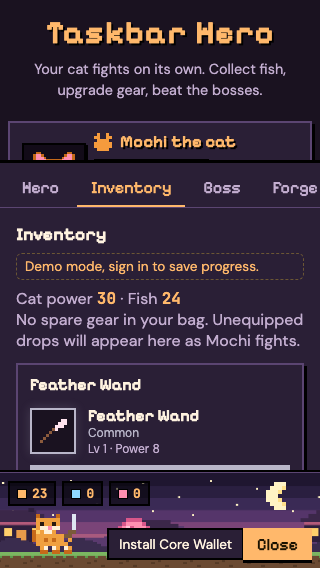 Taskbar Hero
Your cat fights on its own. Collect fish,
upgrade gear, beat the bosses.
Mochi the cat
Hero Inventory Boss Forge
Inventory
Demo mode, sign in to save progress.
Cat power 30 · Fish 24
No spare gear in your bag. Unequipped
drops will appear here as Mochi fights.
Feather Wand
Feather Wand
Common
Lv 1 · Power 8
23 0 0
Install Core Wallet Close